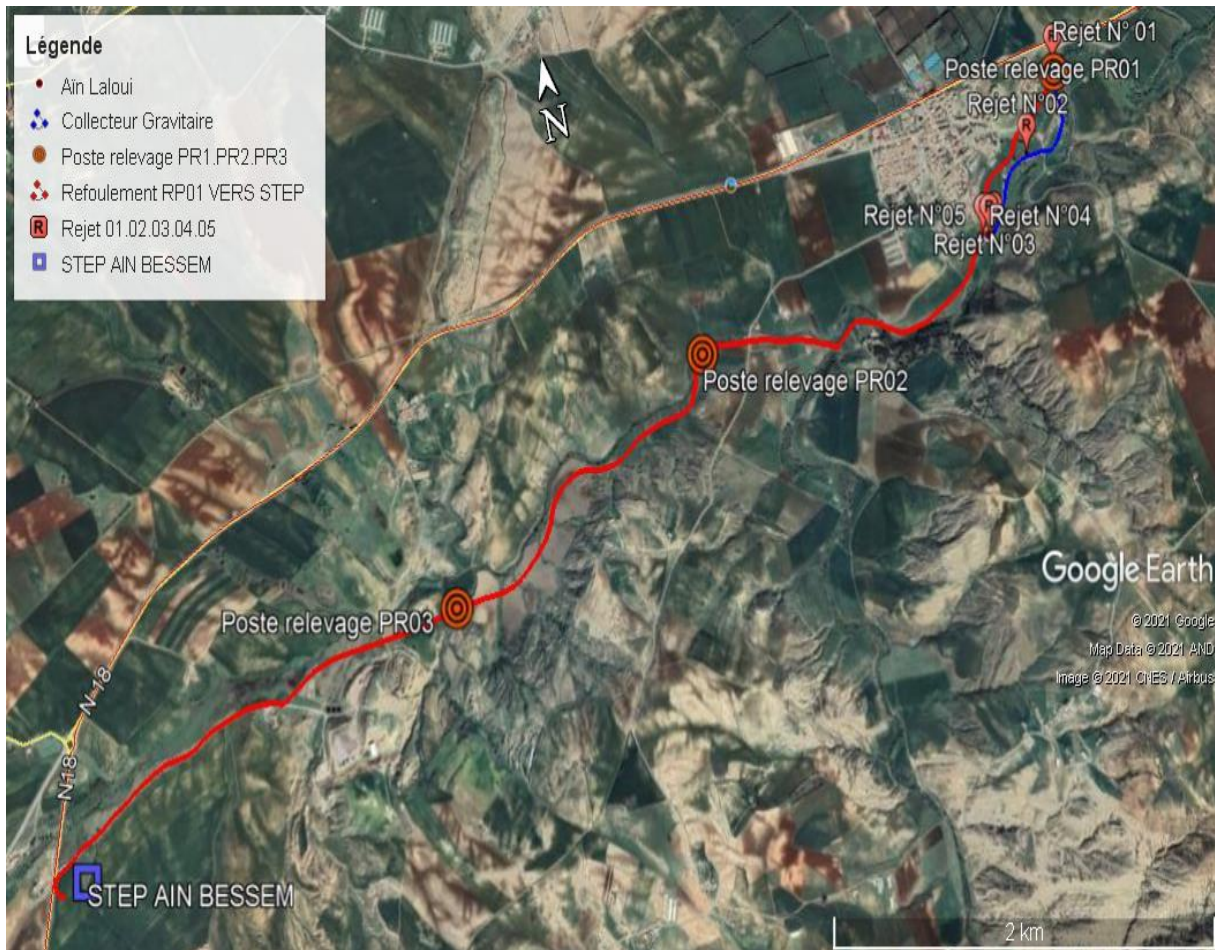 Légende
Aïn Laloui
Collecteur Gravitaire
Poste relevage PR1.PR2.PR3
Refoulement RP01 VERS STEP
R Rejet 01.02.03.04.05
STEP AIN BESSEM
N
Rejet N° 01
Poste relevage PR01
Rejet N°02
R
Rejet N°05
Rejet N°04
Rejet N°03
Poste relevage PR02
Poste relevage PR03
N-18
N18
STEP AIN BESSEM
Google Earth
© 2021 Google
Map Data © 2021 AND
Image © 2021 CNES / Airbus
2 km